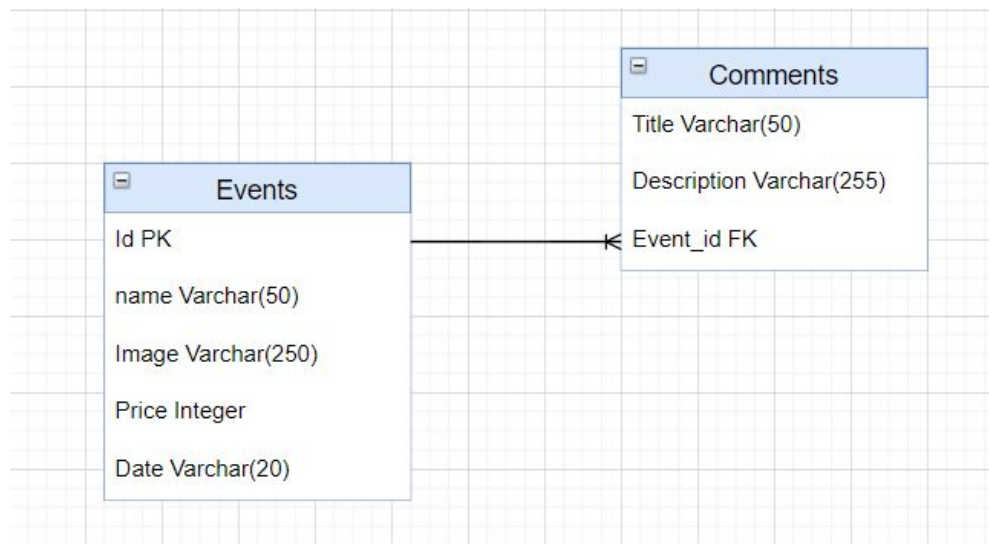 Comments
Title Varchar(50)
Description Varchar(255)
Event_id FK
Events
Id PK
name Varchar(50)
Image Varchar(250)
Price Integer
Date Varchar(20)